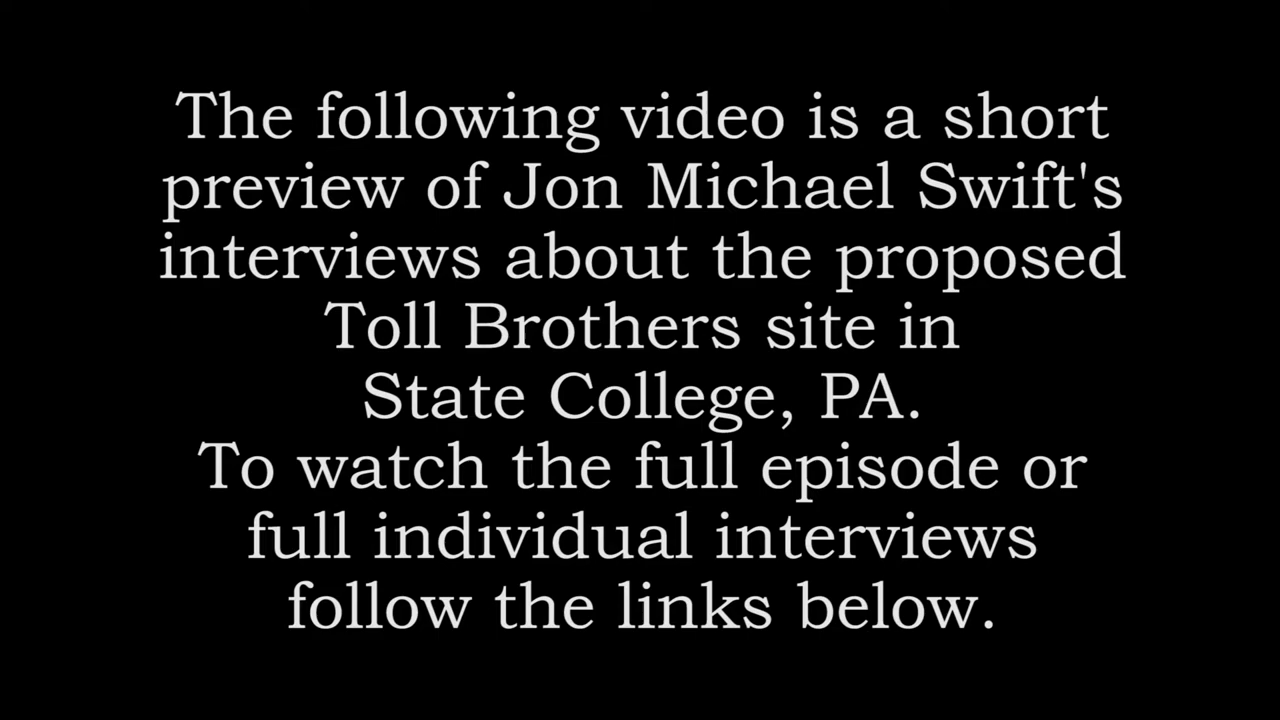 The following video is a short
preview of Jon Michael Swift's
interviews about the proposed
Toll Brothers site in
State College, PA.
To watch the full episode or
full individual interviews
follow the links below.